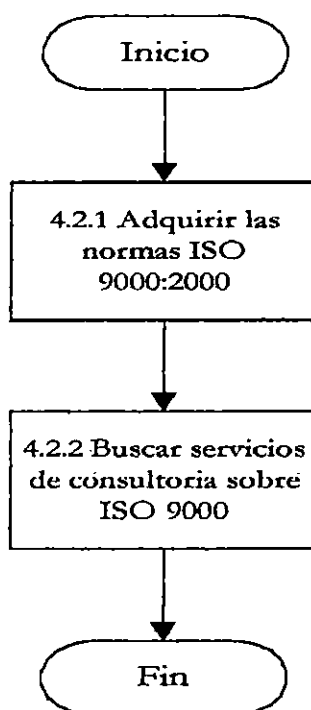 Inicio
4.2.1 Adquirir las
normas ISO
9000:2000
4.2.2 Buscar servicios
de consultoria sobre
ISO 9000
Fin